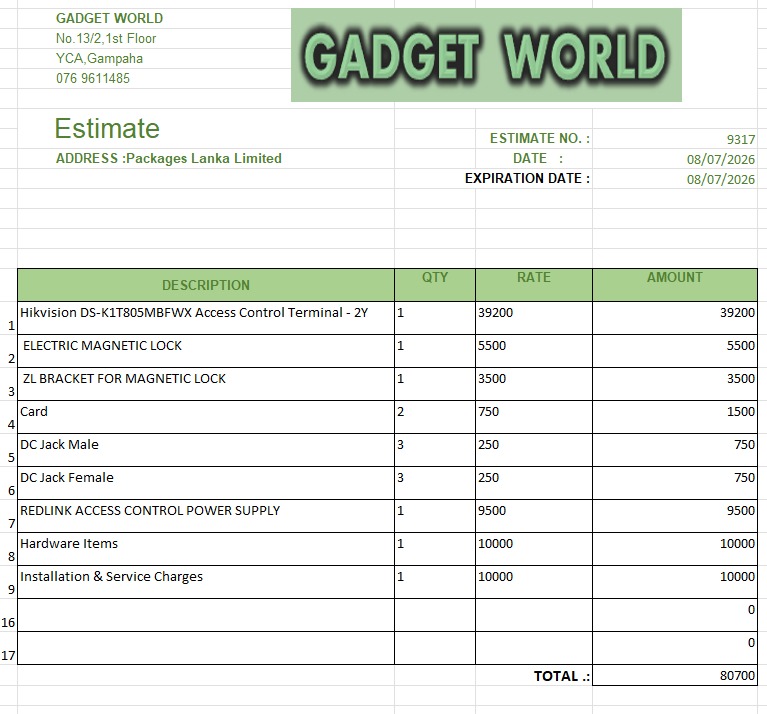 GADGET WORLD
No.13/2,1st Floor
YCA,Gampaha
076 9611485
GADGET WORLD
Estimate
ESTIMATE NO. : 9317
ADDRESS :Packages Lanka Limited
DATE : 08/07/2026
EXPIRATION DATE : 08/07/2026
DESCRIPTION QTY RATE AMOUNT
1 Hikvision DS-K1T805MBFWX Access Control Terminal - 2Y 1 39200 39200
2 ELECTRIC MAGNETIC LOCK 1 5500 5500
3 ZL BRACKET FOR MAGNETIC LOCK 1 3500 3500
4 Card 2 750 1500
5 DC Jack Male 3 250 750
6 DC Jack Female 3 250 750
7 REDLINK ACCESS CONTROL POWER SUPPLY 1 9500 9500
8 Hardware Items 1 10000 10000
9 Installation & Service Charges 1 10000 10000
16 0
17 0
TOTAL .: 80700